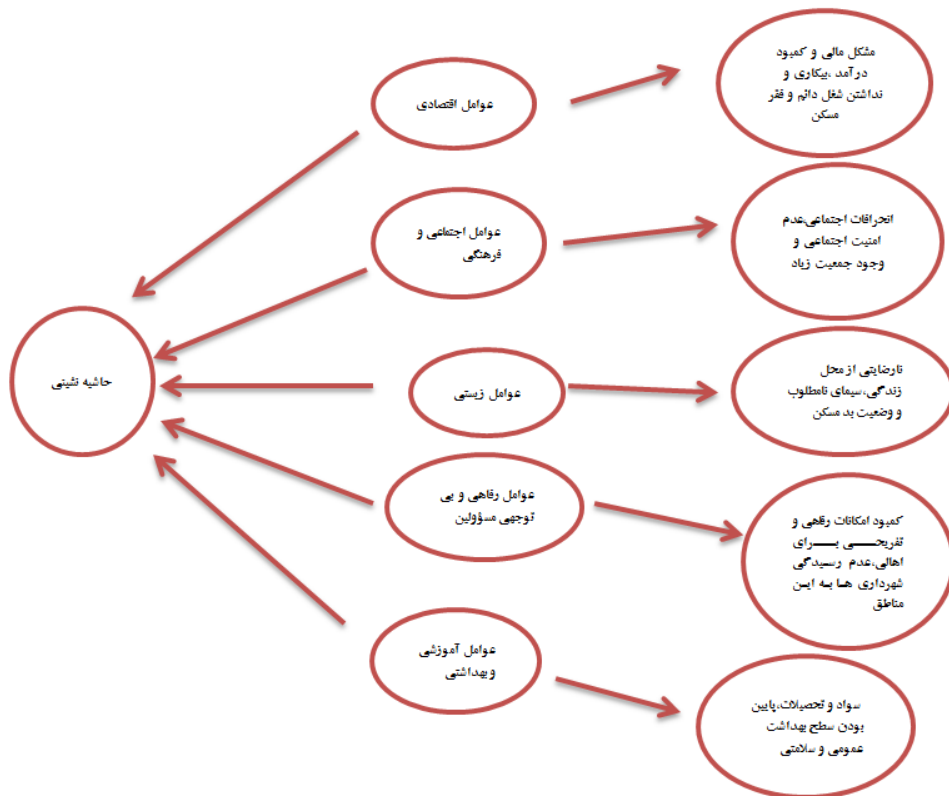 مشکل مالی و کمبود
درآمد ،بیکاری و
نداشتن شغل دائم و فقر
مسکن
عوامل اقتصادی
انحرافات اجتماعی،عدم
امنیت اجتماعی و
وجود جمعیت زیاد
عوامل اجتماعی و
فرهنگی
حاشیه نشینی
نارضایتی از محل
زندگی،سیمای نامطلوب
و وضعیت بد مسکن
عوامل زیستی
عوامل رفاهی و بی
توجهی مسؤولین
کمبود امکانات رفاهی و
تفریحی برای
اهالی،عدم رسیدگی
شهرداری ها به این
مناطق
عوامل آموزشی
وبهداشتی
سواد و تحصیلات،پایین
بودن سطح بهداشت
عمومی و سلامتی